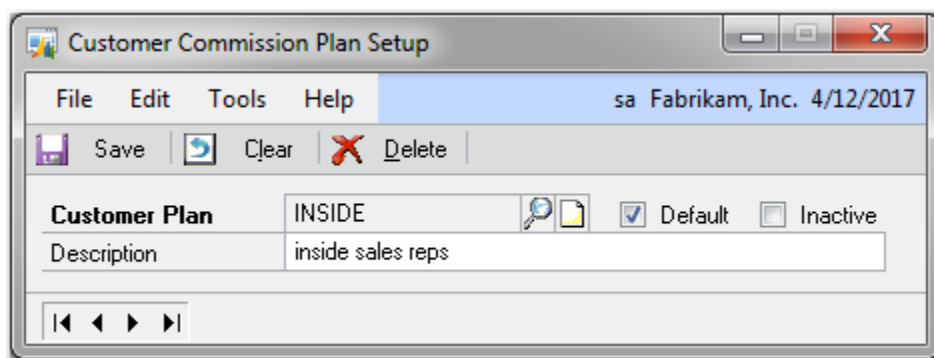 Customer Commission Plan Setup
File Edit Tools Help sa Fabrikam, Inc. 4/12/2017
Save Clear Delete
Customer Plan INSIDE Default Inactive
Description inside sales reps